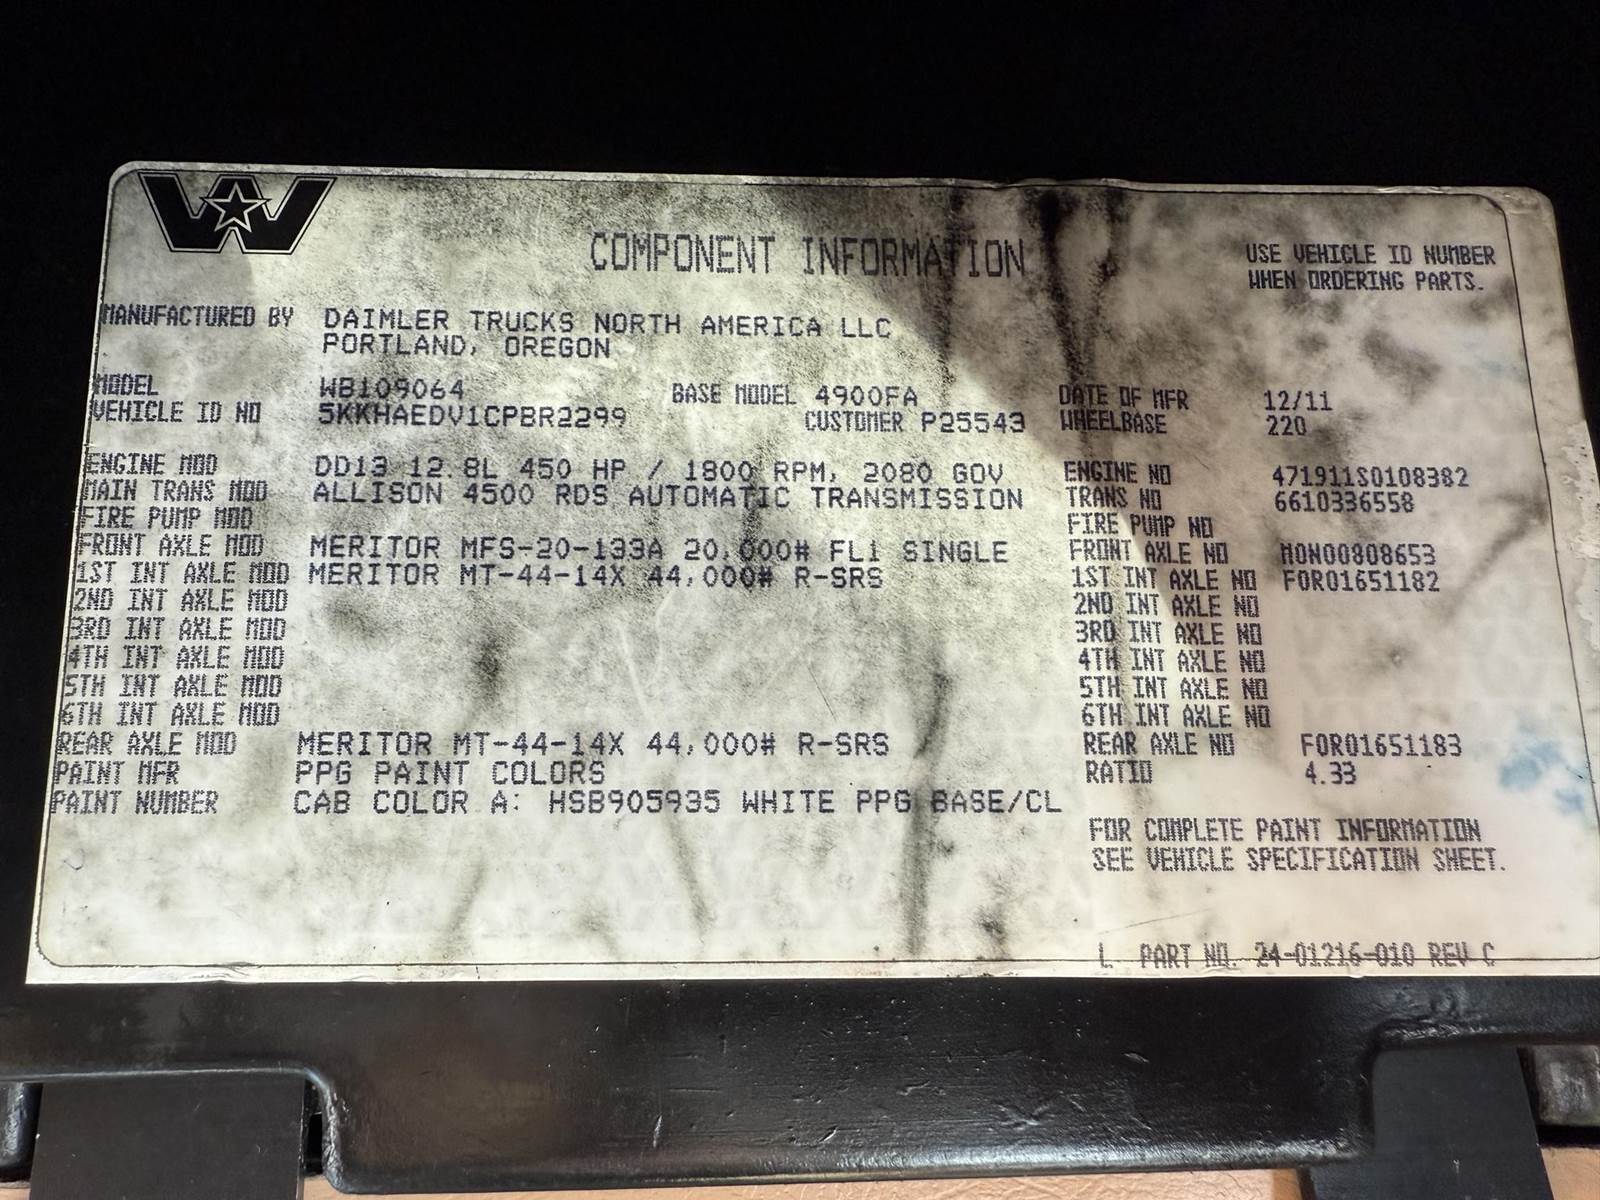 W
COMPONENT INFORMATION
USE VEHICLE ID NUMBER
WHEN ORDERING PARTS.
MANUFACTURED BY DAIMLER TRUCKS NORTH AMERICA LLC
PORTLAND, OREGON
MODEL WB109064 BASE MODEL 4900FA DATE OF MFR 12/11
VEHICLE ID NO 5KKHAEDV1CPBR2299 CUSTOMER P25543 WHEELBASE 220
ENGINE MOD DD13 12.8L 450 HP / 1800 RPM, 2080 GOV ENGINE NO 471911S0108382
MAIN TRANS MOD ALLISON 4500 RDS AUTOMATIC TRANSMISSION TRANS NO 6610336558
FIRE PUMP MOD FIRE PUMP NO
FRONT AXLE MOD MERITOR MFS-20-133A 20,000# FL1 SINGLE FRONT AXLE NO MON00808653
1ST INT AXLE MOD MERITOR MT-44-14X 44,000# R-SRS 1ST INT AXLE NO FOR01651182
2ND INT AXLE MOD 2ND INT AXLE NO
3RD INT AXLE MOD 3RD INT AXLE NO
4TH INT AXLE MOD 4TH INT AXLE NO
5TH INT AXLE MOD 5TH INT AXLE NO
6TH INT AXLE MOD 6TH INT AXLE NO
REAR AXLE MOD MERITOR MT-44-14X 44,000# R-SRS REAR AXLE NO FOR01651183
PAINT MFR PPG PAINT COLORS RATIO 4.33
PAINT NUMBER CAB COLOR A: HSB905935 WHITE PPG BASE/CL
FOR COMPLETE PAINT INFORMATION
SEE VEHICLE SPECIFICATION SHEET.
L PART NO. 24-01216-010 REV C